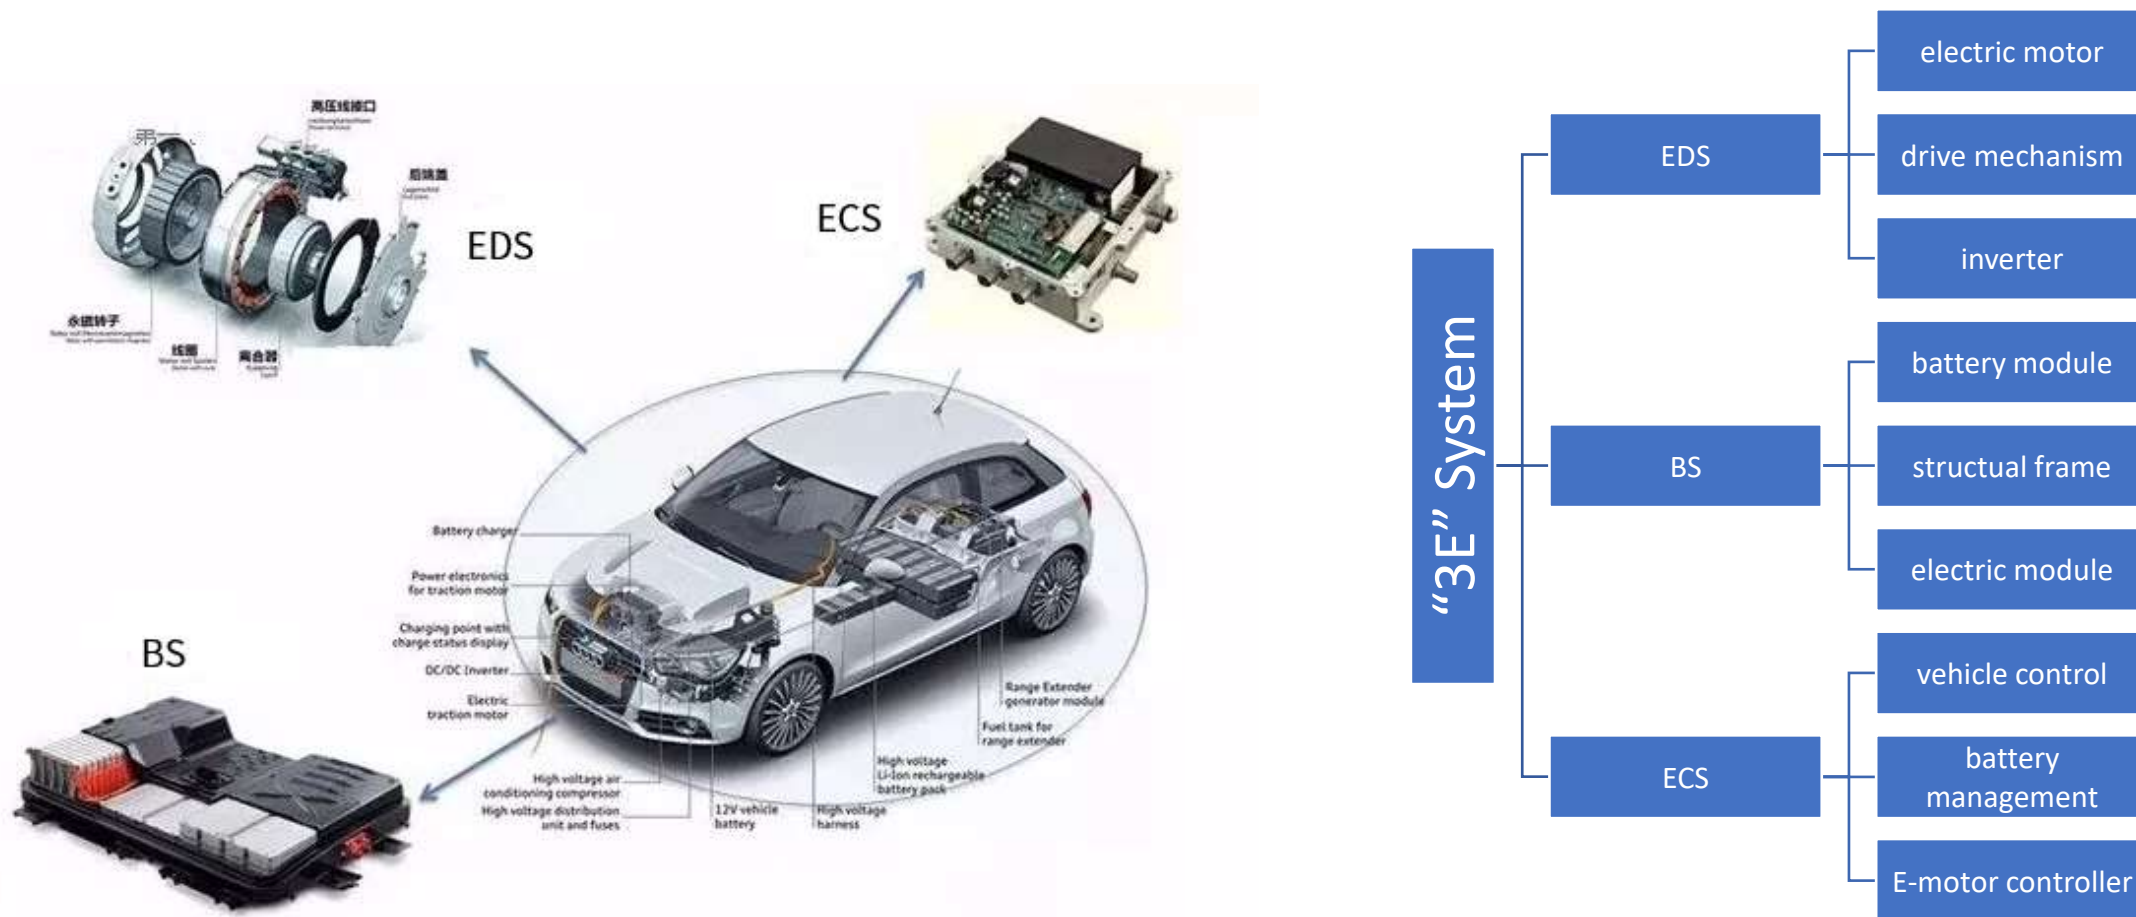 高压线接口
后端盖
EDS
永磁转子
线圈
离合器
ECS
BS
Battery charger
Power electronics
for traction motor
Charging point with
charge status display
DC/DC Inverter
Electric
traction motor
High voltage air
conditioning compressor
High voltage distribution
unit and fuses
12V vehicle
battery
High voltage
harness
High voltage
Li-Ion rechargeable
battery pack
Fuel tank for
range extender
Range Extender
generator module
“3E” System
EDS
electric motor
drive mechanism
inverter
BS
battery module
structual frame
electric module
ECS
vehicle control
battery
management
E-motor controller